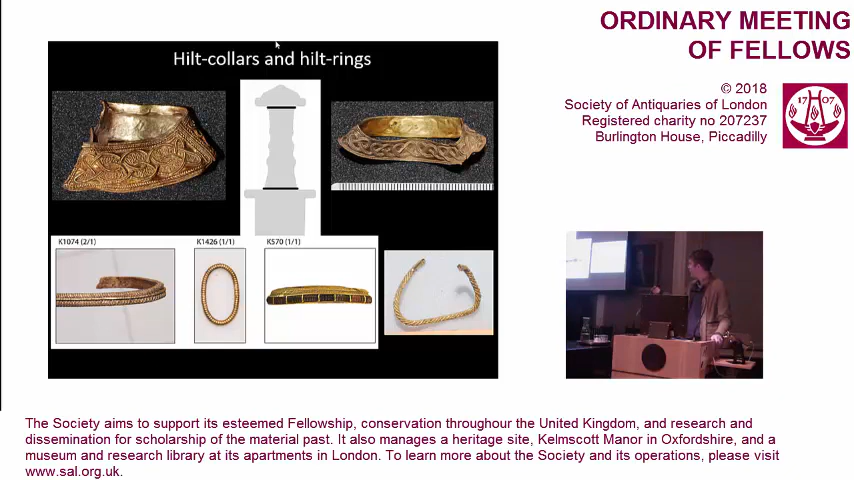 ORDINARY MEETING
OF FELLOWS
© 2018
Society of Antiquaries of London
Registered charity no 207237
Burlington House, Piccadilly
17 07
Hilt-collars and hilt-rings
K1074 (2/1)
K1426 (1/1)
K570 (1/1)
The Society aims to support its esteemed Fellowship, conservation throughour the United Kingdom, and research and
dissemination for scholarship of the material past. It also manages a heritage site, Kelmscott Manor in Oxfordshire, and a
museum and research library at its apartments in London. To learn more about the Society and its operations, please visit
www.sal.org.uk.